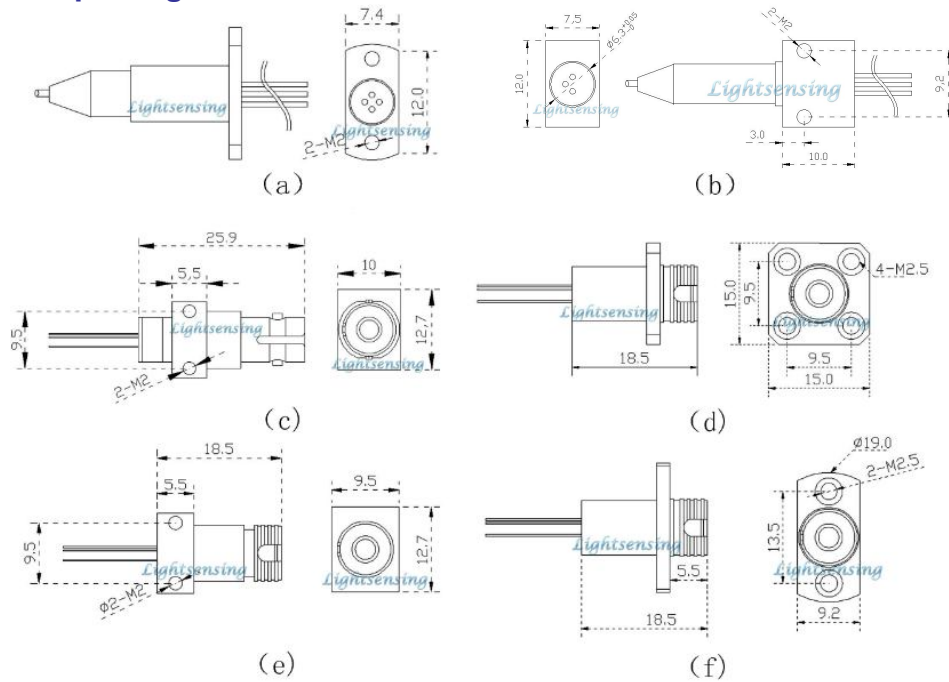 7.4
12.0
2-M2
Lightsensing
Lightsensing
(a)
7.5
Ø6.3
12.0
2-M2
9.2
3.0
10.0
Lightsensing
(b)
25.9
5.5
9.5
2-M2
Lightsensing
10
12.7
Lightsensing
(c)
18.5
Lightsensing
15.0
9.5
4-M2.5
9.5
15.0
Lightsensing
(d)
18.5
5.5
9.5
Ø2-M2
Lightsensing
9.5
12.7
Lightsensing
(e)
5.5
18.5
Lightsensing
Ø19.0
2-M2.5
13.5
9.2
Lightsensing
(f)